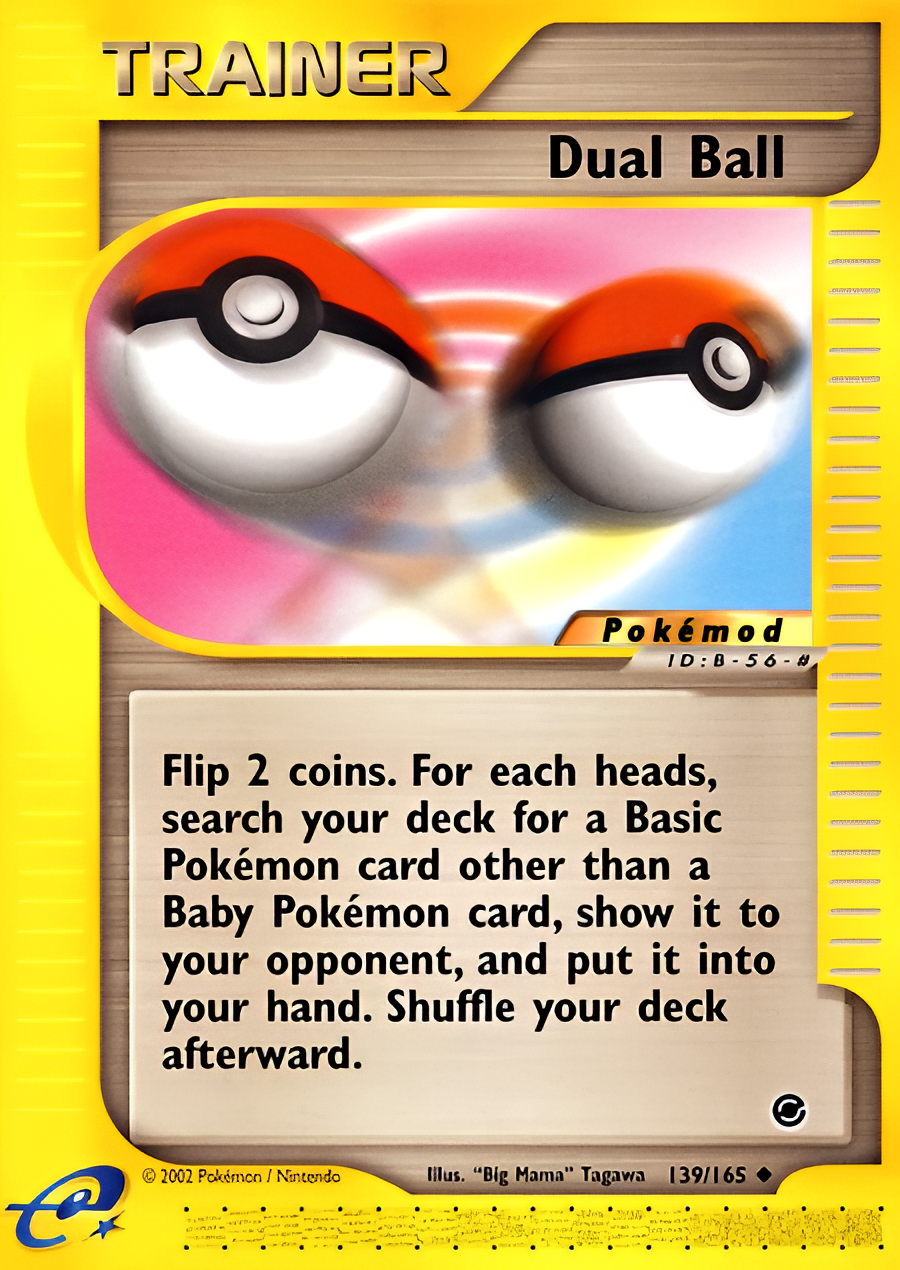 TRAINER
Dual Ball
Pokémod
ID:B-56-#
Flip 2 coins. For each heads,
search your deck for a Basic
Pokémon card other than a
Baby Pokémon card, show it to
your opponent, and put it into
your hand. Shuffle your deck
afterward.
© 2002 Pokémon / Nintendo
Illus. "Big Mama" Tagawa 139/165 ◆
e